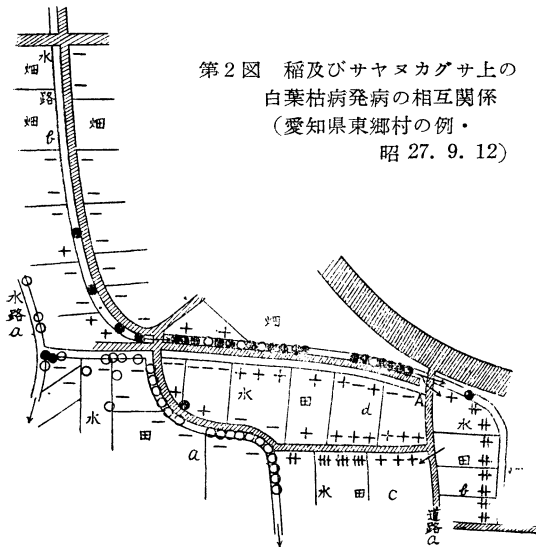 第2図 稲及びサヤヌカグサ上の
白葉枯病発病の相互関係
(愛知県東郷村の例・
昭 27. 9. 12)
水路 b
畑
畑
畑
水路 a
畑
水田 d
A
水田 a
水田 c
水田 b
道路 a